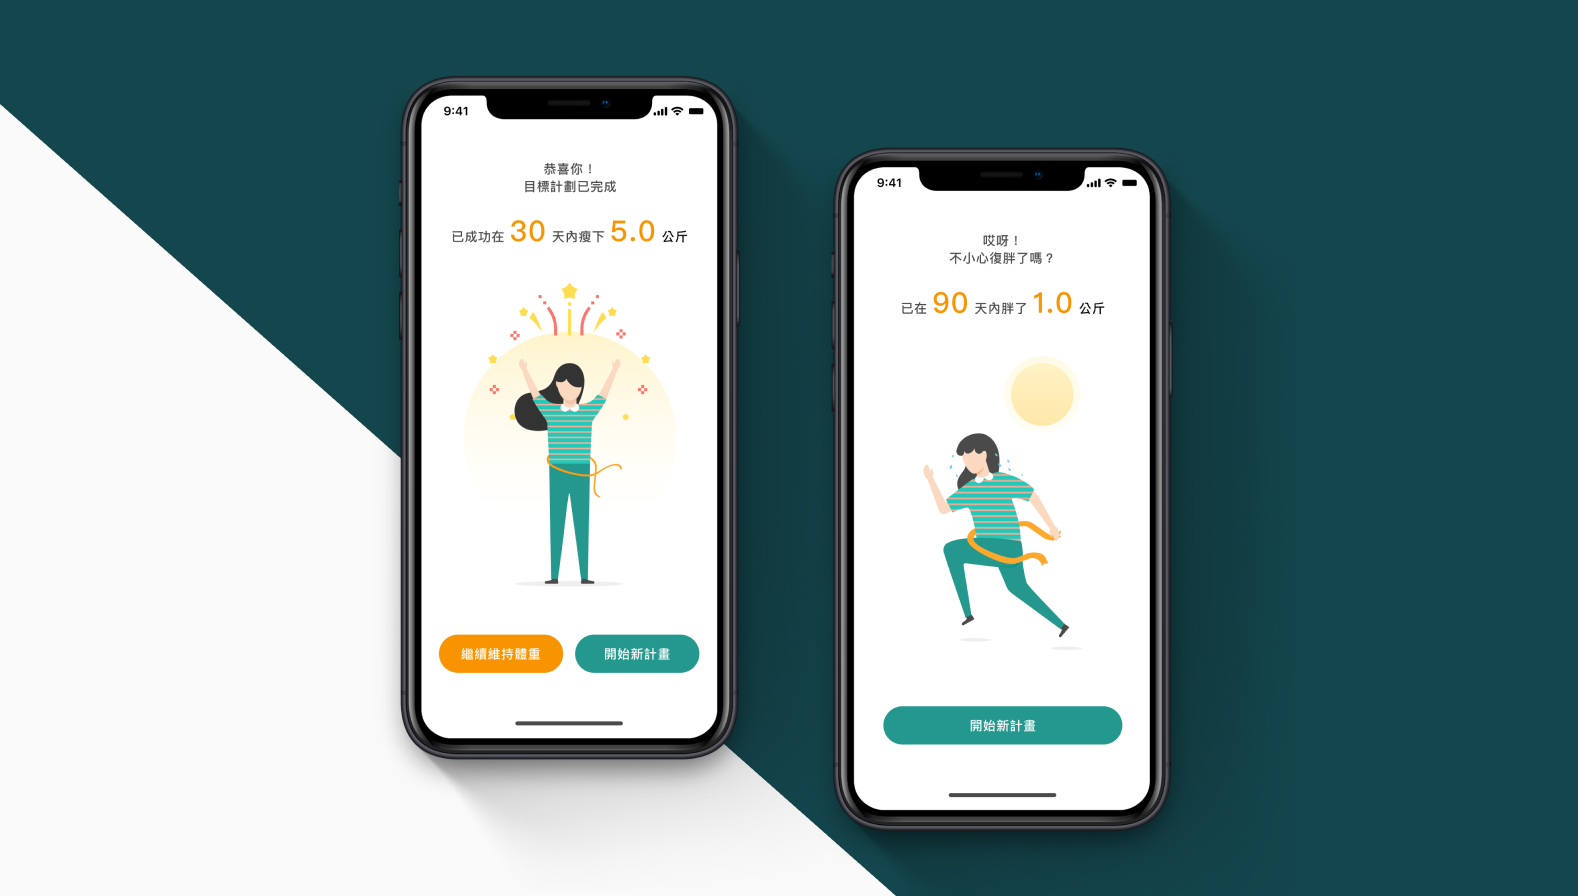 9:41
恭喜你！
目標計劃已完成
已成功在 30 天內瘦下 5.0 公斤
繼續維持體重
開始新計畫
9:41
哎呀！
不小心復胖了嗎？
已在 90 天內胖了 1.0 公斤
開始新計畫